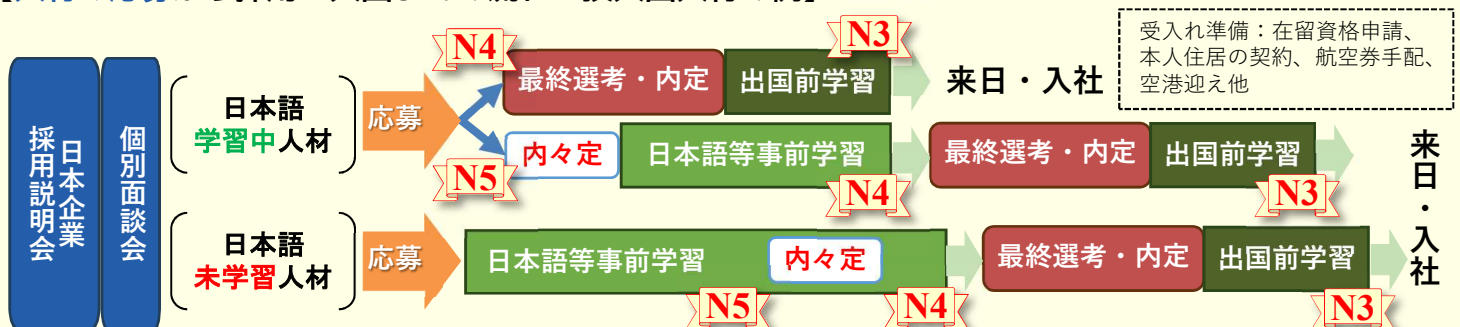 受入れ準備：在留資格申請、
本人住居の契約、航空券手配、
空港迎え他
日本企業
採用説明会
個別面談会
日本語
学習中人材
応募
N4
最終選考・内定
N3
出国前学習
来日・入社
N5
内々定
日本語等事前学習
N4
最終選考・内定
出国前学習
N3
来日・入社
日本語
未学習人材
応募
日本語等事前学習
内々定
N5
N4
最終選考・内定
出国前学習
N3